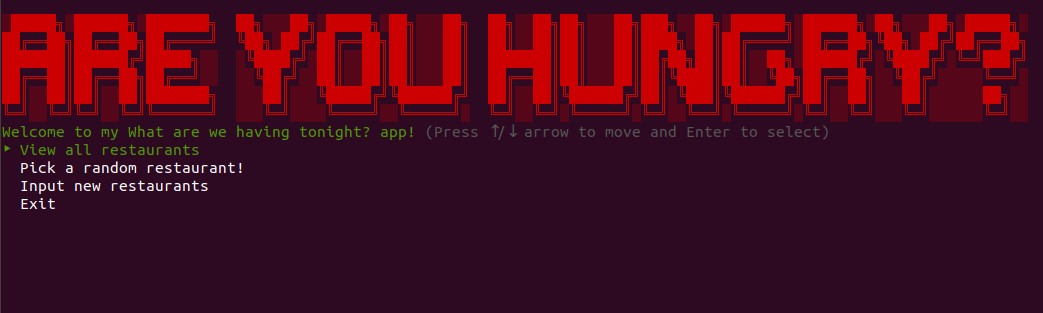 ARE YOU HUNGRY?
Welcome to my What are we having tonight? app! (Press ↑/↓ arrow to move and Enter to select)
‣ View all restaurants
Pick a random restaurant!
Input new restaurants
Exit